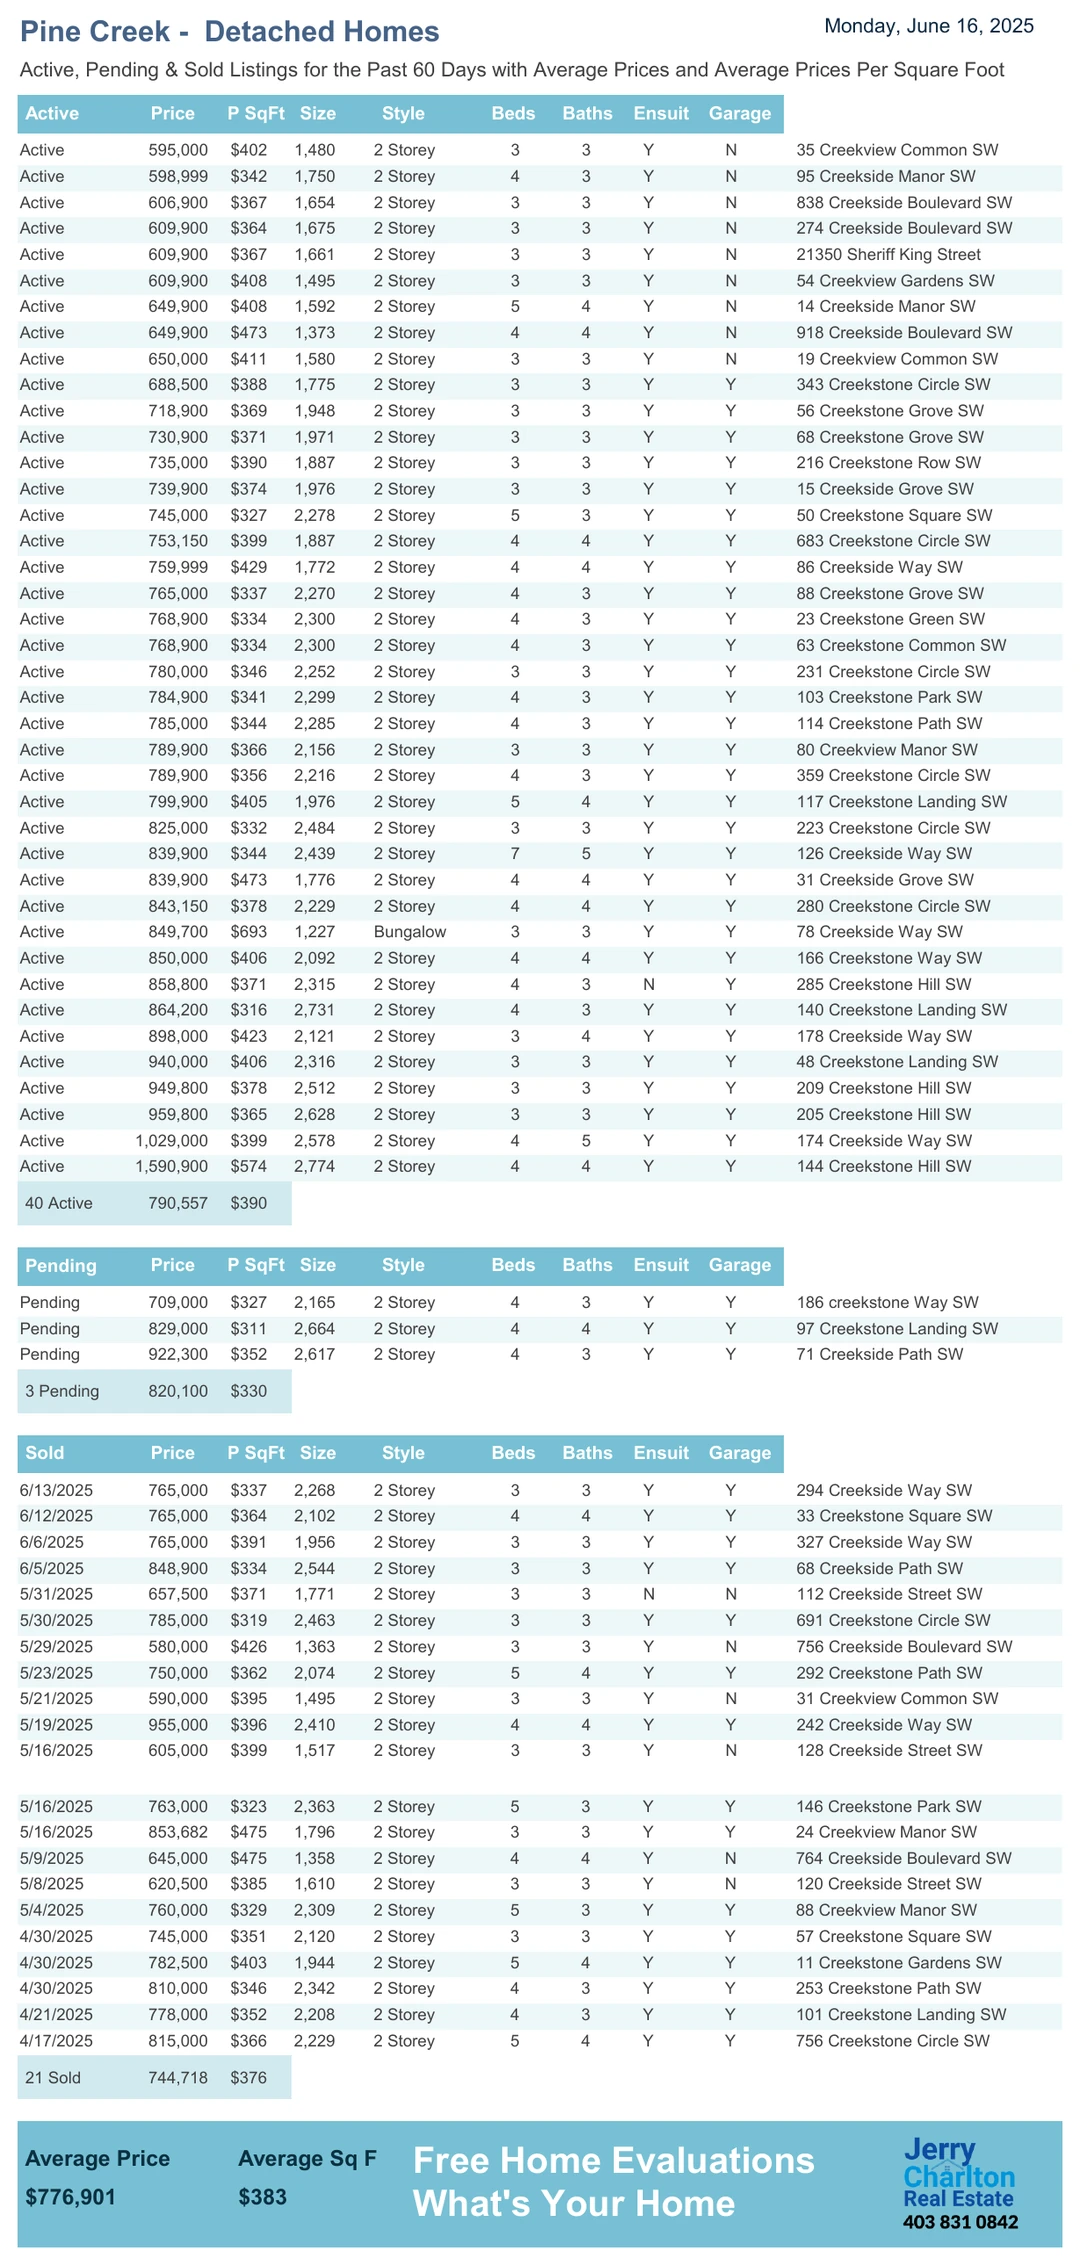 Pine Creek - Detached Homes
Monday, June 16, 2025
Active, Pending & Sold Listings for the Past 60 Days with Average Prices and Average Prices Per Square Foot
Active Price P SqFt Size Style Beds Baths Ensuit Garage
Active 595,000 $402 1,480 2 Storey 3 3 Y N 35 Creekview Common SW
Active 598,999 $342 1,750 2 Storey 4 3 Y N 95 Creekside Manor SW
Active 606,900 $367 1,654 2 Storey 3 3 Y N 838 Creekside Boulevard SW
Active 609,900 $364 1,675 2 Storey 3 3 Y N 274 Creekside Boulevard SW
Active 609,900 $367 1,661 2 Storey 3 3 Y N 21350 Sheriff King Street
Active 609,900 $408 1,495 2 Storey 3 3 Y N 54 Creekview Gardens SW
Active 649,900 $408 1,592 2 Storey 5 4 Y N 14 Creekside Manor SW
Active 649,900 $473 1,373 2 Storey 4 4 Y N 918 Creekside Boulevard SW
Active 650,000 $411 1,580 2 Storey 3 3 Y N 19 Creekview Common SW
Active 688,500 $388 1,775 2 Storey 3 3 Y Y 343 Creekstone Circle SW
Active 718,900 $369 1,948 2 Storey 3 3 Y Y 56 Creekstone Grove SW
Active 730,900 $371 1,971 2 Storey 3 3 Y Y 68 Creekstone Grove SW
Active 735,000 $390 1,887 2 Storey 3 3 Y Y 216 Creekstone Row SW
Active 739,900 $374 1,976 2 Storey 3 3 Y Y 15 Creekside Grove SW
Active 745,000 $327 2,278 2 Storey 5 3 Y Y 50 Creekstone Square SW
Active 753,150 $399 1,887 2 Storey 4 4 Y Y 683 Creekstone Circle SW
Active 759,999 $429 1,772 2 Storey 4 4 Y Y 86 Creekside Way SW
Active 765,000 $337 2,270 2 Storey 4 3 Y Y 88 Creekstone Grove SW
Active 768,900 $334 2,300 2 Storey 4 3 Y Y 23 Creekstone Green SW
Active 768,900 $334 2,300 2 Storey 4 3 Y Y 63 Creekstone Common SW
Active 780,000 $346 2,252 2 Storey 3 3 Y Y 231 Creekstone Circle SW
Active 784,900 $341 2,299 2 Storey 4 3 Y Y 103 Creekstone Park SW
Active 785,000 $344 2,285 2 Storey 4 3 Y Y 114 Creekstone Path SW
Active 789,900 $366 2,156 2 Storey 3 3 Y Y 80 Creekview Manor SW
Active 789,900 $356 2,216 2 Storey 4 3 Y Y 359 Creekstone Circle SW
Active 799,900 $405 1,976 2 Storey 5 4 Y Y 117 Creekstone Landing SW
Active 825,000 $332 2,484 2 Storey 3 3 Y Y 223 Creekstone Circle SW
Active 839,900 $344 2,439 2 Storey 7 5 Y Y 126 Creekside Way SW
Active 839,900 $473 1,776 2 Storey 4 4 Y Y 31 Creekside Grove SW
Active 843,150 $378 2,229 2 Storey 4 4 Y Y 280 Creekstone Circle SW
Active 849,700 $693 1,227 Bungalow 3 3 Y Y 78 Creekside Way SW
Active 850,000 $406 2,092 2 Storey 4 4 Y Y 166 Creekstone Way SW
Active 858,800 $371 2,315 2 Storey 4 3 N Y 285 Creekstone Hill SW
Active 864,200 $316 2,731 2 Storey 4 3 Y Y 140 Creekstone Landing SW
Active 898,000 $423 2,121 2 Storey 3 4 Y Y 178 Creekside Way SW
Active 940,000 $406 2,316 2 Storey 3 3 Y Y 48 Creekstone Landing SW
Active 949,800 $378 2,512 2 Storey 3 3 Y Y 209 Creekstone Hill SW
Active 959,800 $365 2,628 2 Storey 3 3 Y Y 205 Creekstone Hill SW
Active 1,029,000 $399 2,578 2 Storey 4 5 Y Y 174 Creekside Way SW
Active 1,590,900 $574 2,774 2 Storey 4 4 Y Y 144 Creekstone Hill SW
40 Active 790,557 $390
Pending Price P SqFt Size Style Beds Baths Ensuit Garage
Pending 709,000 $327 2,165 2 Storey 4 3 Y Y 186 creekstone Way SW
Pending 829,000 $311 2,664 2 Storey 4 4 Y Y 97 Creekstone Landing SW
Pending 922,300 $352 2,617 2 Storey 4 3 Y Y 71 Creekside Path SW
3 Pending 820,100 $330
Sold Price P SqFt Size Style Beds Baths Ensuit Garage
6/13/2025 765,000 $337 2,268 2 Storey 3 3 Y Y 294 Creekside Way SW
6/12/2025 765,000 $364 2,102 2 Storey 4 4 Y Y 33 Creekstone Square SW
6/6/2025 765,000 $391 1,956 2 Storey 3 3 Y Y 327 Creekside Way SW
6/5/2025 848,900 $334 2,544 2 Storey 3 3 Y Y 68 Creekside Path SW
5/31/2025 657,500 $371 1,771 2 Storey 3 3 N N 112 Creekside Street SW
5/30/2025 785,000 $319 2,463 2 Storey 3 3 Y Y 691 Creekstone Circle SW
5/29/2025 580,000 $426 1,363 2 Storey 3 3 Y N 756 Creekside Boulevard SW
5/23/2025 750,000 $362 2,074 2 Storey 5 4 Y Y 292 Creekstone Path SW
5/21/2025 590,000 $395 1,495 2 Storey 3 3 Y N 31 Creekview Common SW
5/19/2025 955,000 $396 2,410 2 Storey 4 4 Y Y 242 Creekside Way SW
5/16/2025 605,000 $399 1,517 2 Storey 3 3 Y N 128 Creekside Street SW
5/16/2025 763,000 $323 2,363 2 Storey 5 3 Y Y 146 Creekstone Park SW
5/16/2025 853,682 $475 1,796 2 Storey 3 3 Y Y 24 Creekview Manor SW
5/9/2025 645,000 $475 1,358 2 Storey 4 4 Y N 764 Creekside Boulevard SW
5/8/2025 620,500 $385 1,610 2 Storey 3 3 Y N 120 Creekside Street SW
5/4/2025 760,000 $329 2,309 2 Storey 5 3 Y Y 88 Creekview Manor SW
4/30/2025 745,000 $351 2,120 2 Storey 3 3 Y Y 57 Creekstone Square SW
4/30/2025 782,500 $403 1,944 2 Storey 5 4 Y Y 11 Creekstone Gardens SW
4/30/2025 810,000 $346 2,342 2 Storey 4 3 Y Y 253 Creekstone Path SW
4/21/2025 778,000 $352 2,208 2 Storey 4 3 Y Y 101 Creekstone Landing SW
4/17/2025 815,000 $366 2,229 2 Storey 5 4 Y Y 756 Creekstone Circle SW
21 Sold 744,718 $376
Average Price Average Sq F
$776,901 $383
Free Home Evaluations
What's Your Home
Jerry
Charlton
Real Estate
403 831 0842